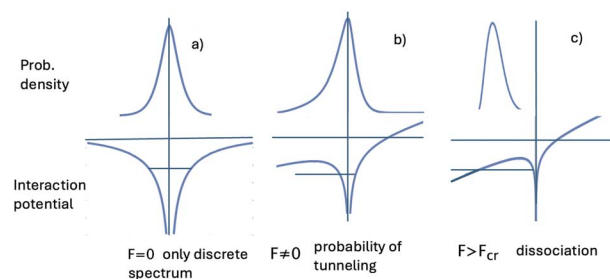 a)
b)
c)
Prob.
density
Interaction
potential
F=0 only discrete
spectrum
F≠0 probability of
tunneling
F>Fcr dissociation